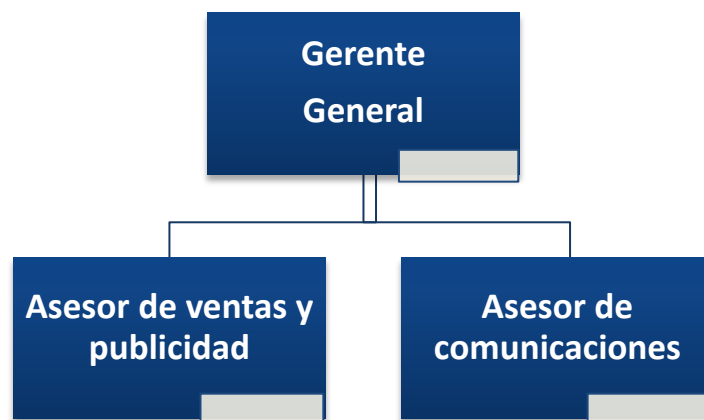 Gerente
General
Asesor de ventas y
publicidad
Asesor de
comunicaciones